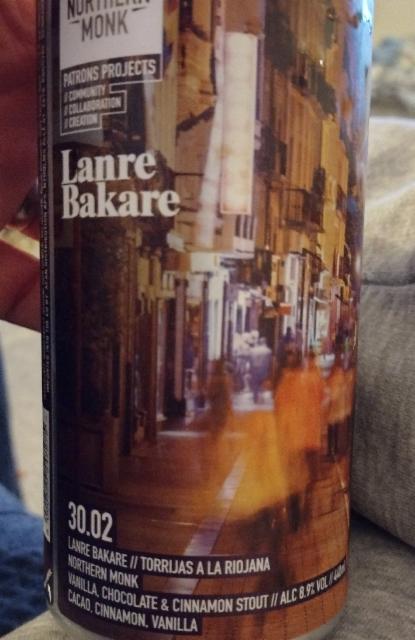 NORTHERN
MONK
PATRONS PROJECTS
// COMMUNITY
// COLLABORATION
// CREATION
Lanre
Bakare
30.02
LANRE BAKARE // TORRIJAS A LA RIOJANA
NORTHERN MONK
VANILLA, CHOCOLATE & CINNAMON STOUT // ALC 8.9% VOL // 440ml
CACAO, CINNAMON, VANILLA